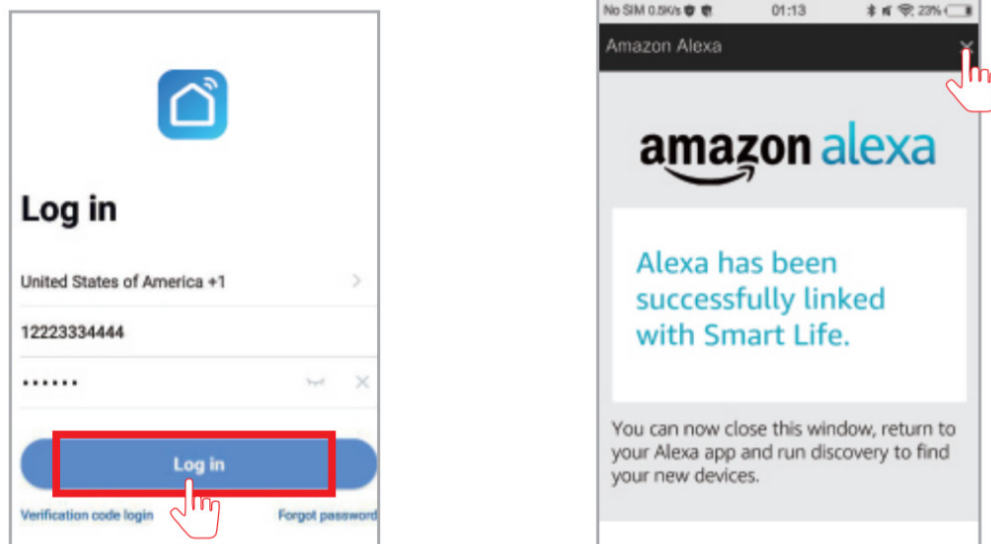 Log in
United States of America +1
12223334444
Log in
Verification code login
Forgot password
No SIM 0.5K/s
01:13
23%
Amazon Alexa
amazon alexa
Alexa has been
successfully linked
with Smart Life.
You can now close this window, return to
your Alexa app and run discovery to find
your new devices.